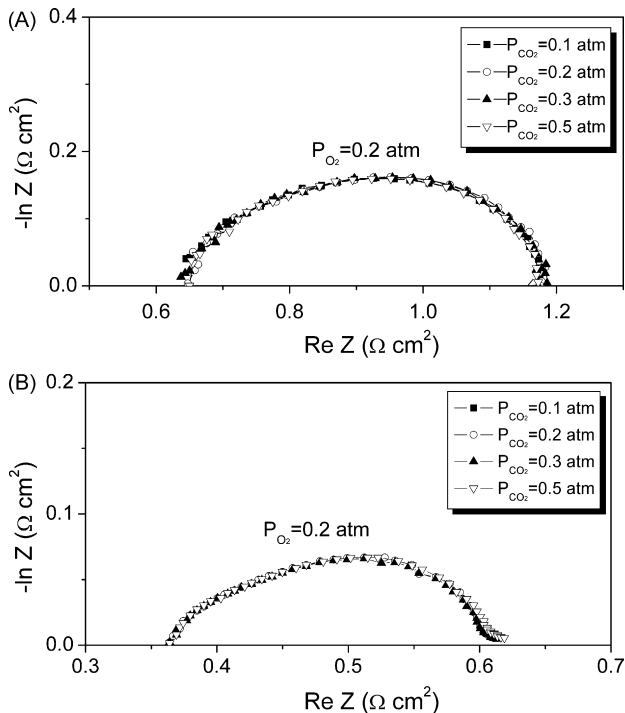 (A)
0.4
P_CO₂=0.1 atm
P_CO₂=0.2 atm
P_CO₂=0.3 atm
P_CO₂=0.5 atm
-ln Z (Ω cm²)
P_O₂=0.2 atm
0.2
0.0
0.6 0.8 1.0 1.2
Re Z (Ω cm²)
(B)
0.2
P_CO₂=0.1 atm
P_CO₂=0.2 atm
P_CO₂=0.3 atm
P_CO₂=0.5 atm
-ln Z (Ω cm²)
0.1
P_O₂=0.2 atm
0.0
0.3 0.4 0.5 0.6 0.7
Re Z (Ω cm²)